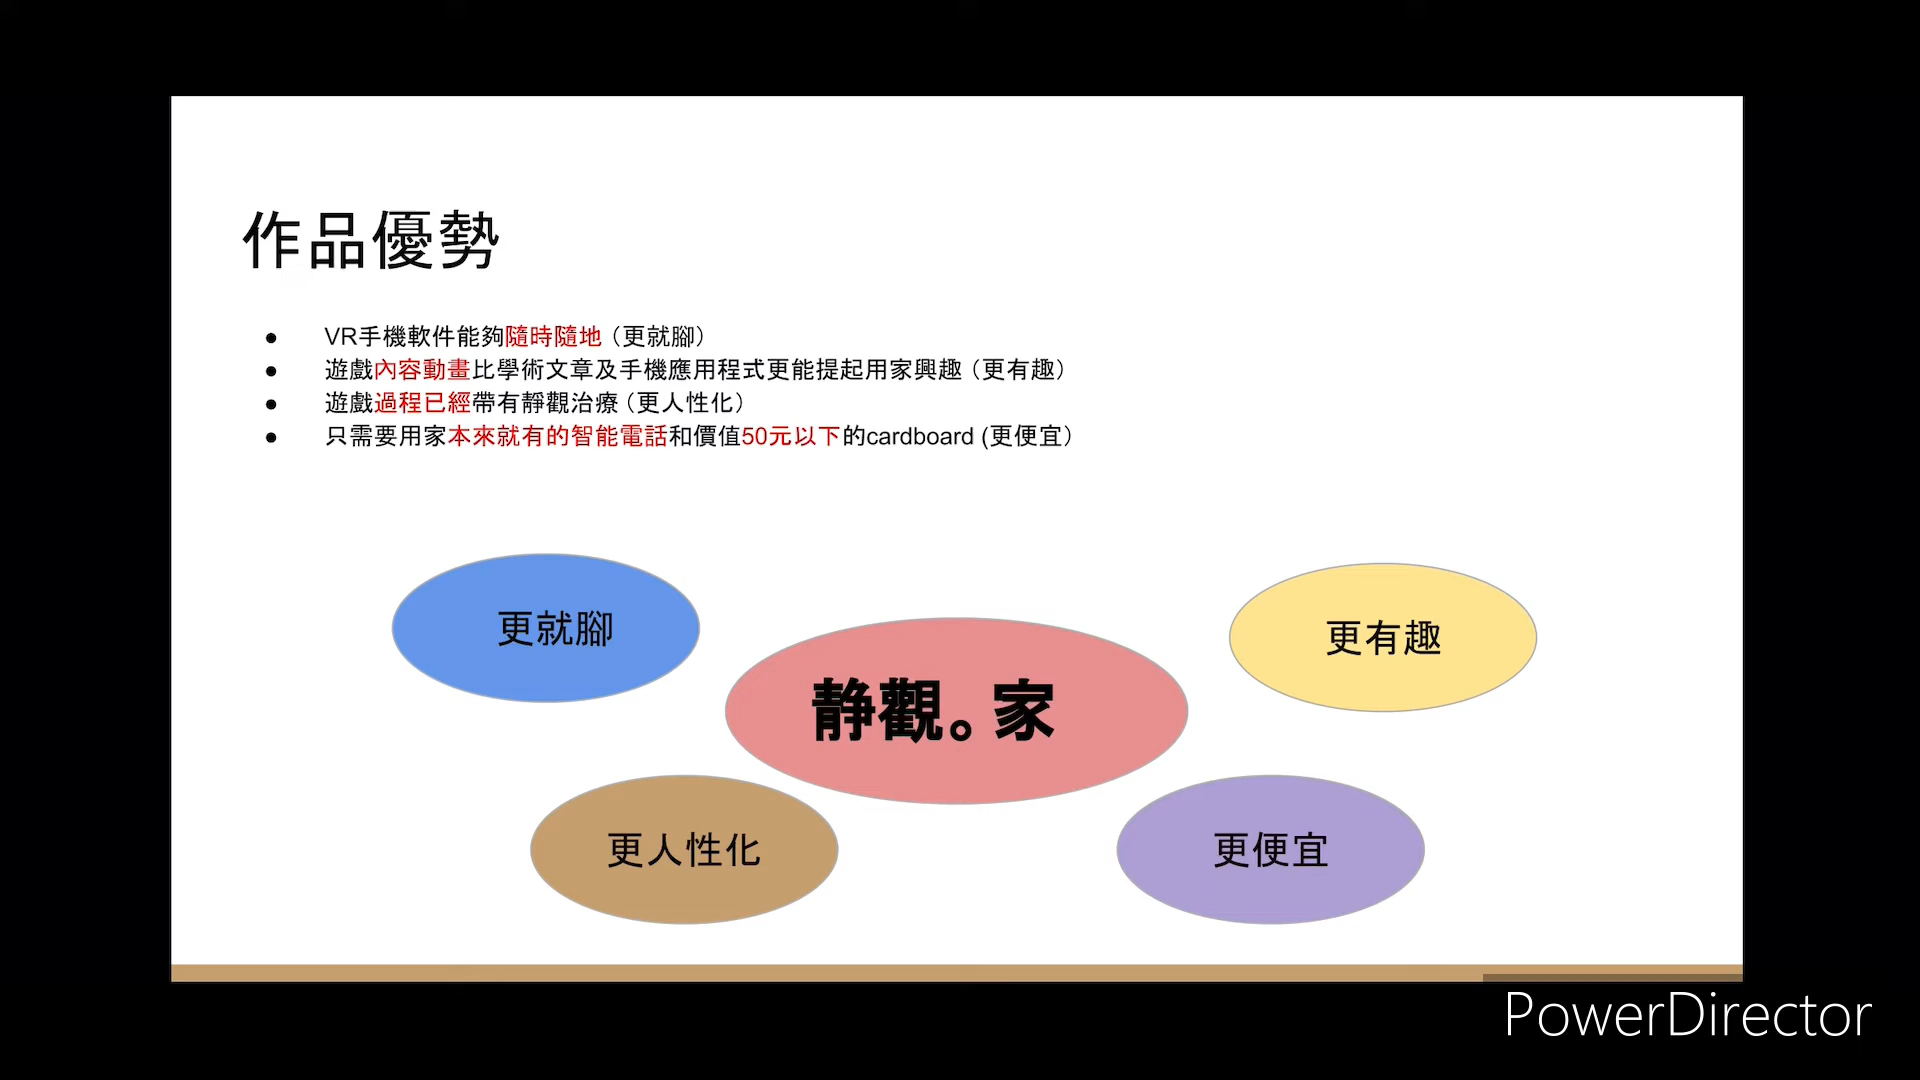 作品優勢
● VR手機軟件能夠隨時隨地（更就腳）
● 遊戲內容動畫比學術文章及手機應用程式更能提起用家興趣（更有趣）
● 遊戲過程已經帶有靜觀治療（更人性化）
● 只需要用家本來就有的智能電話和價值50元以下的cardboard (更便宜）
更就腳
更有趣
靜觀。家
更人性化
更便宜
PowerDirector